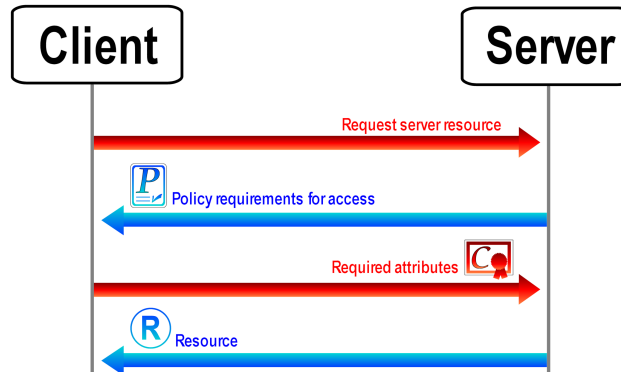 Client
Server
Request server resource
P
Policy requirements for access
Required attributes
C
R
Resource